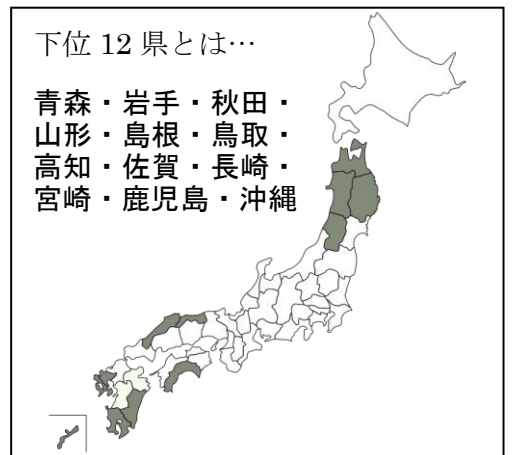 下位 12 県とは…
青森・岩手・秋田・
山形・島根・鳥取・
高知・佐賀・長崎・
宮崎・鹿児島・沖縄